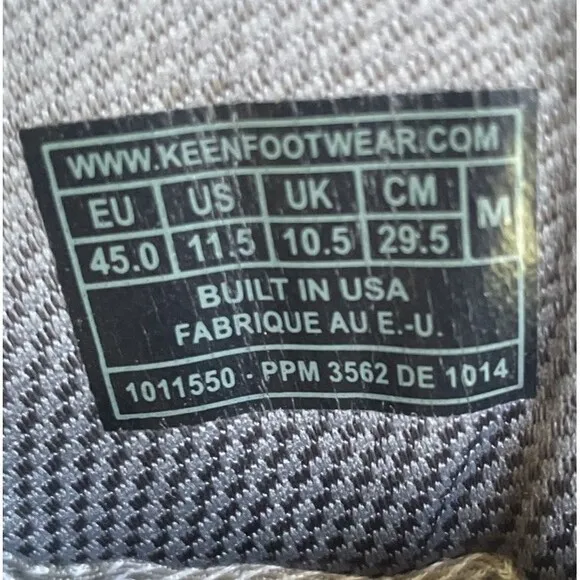 WWW.KEENFOOTWEAR.COM
EU US UK CM M
45.0 11.5 10.5 29.5
BUILT IN USA
FABRIQUE AU E.-U.
1011550 - PPM 3562 DE 1014